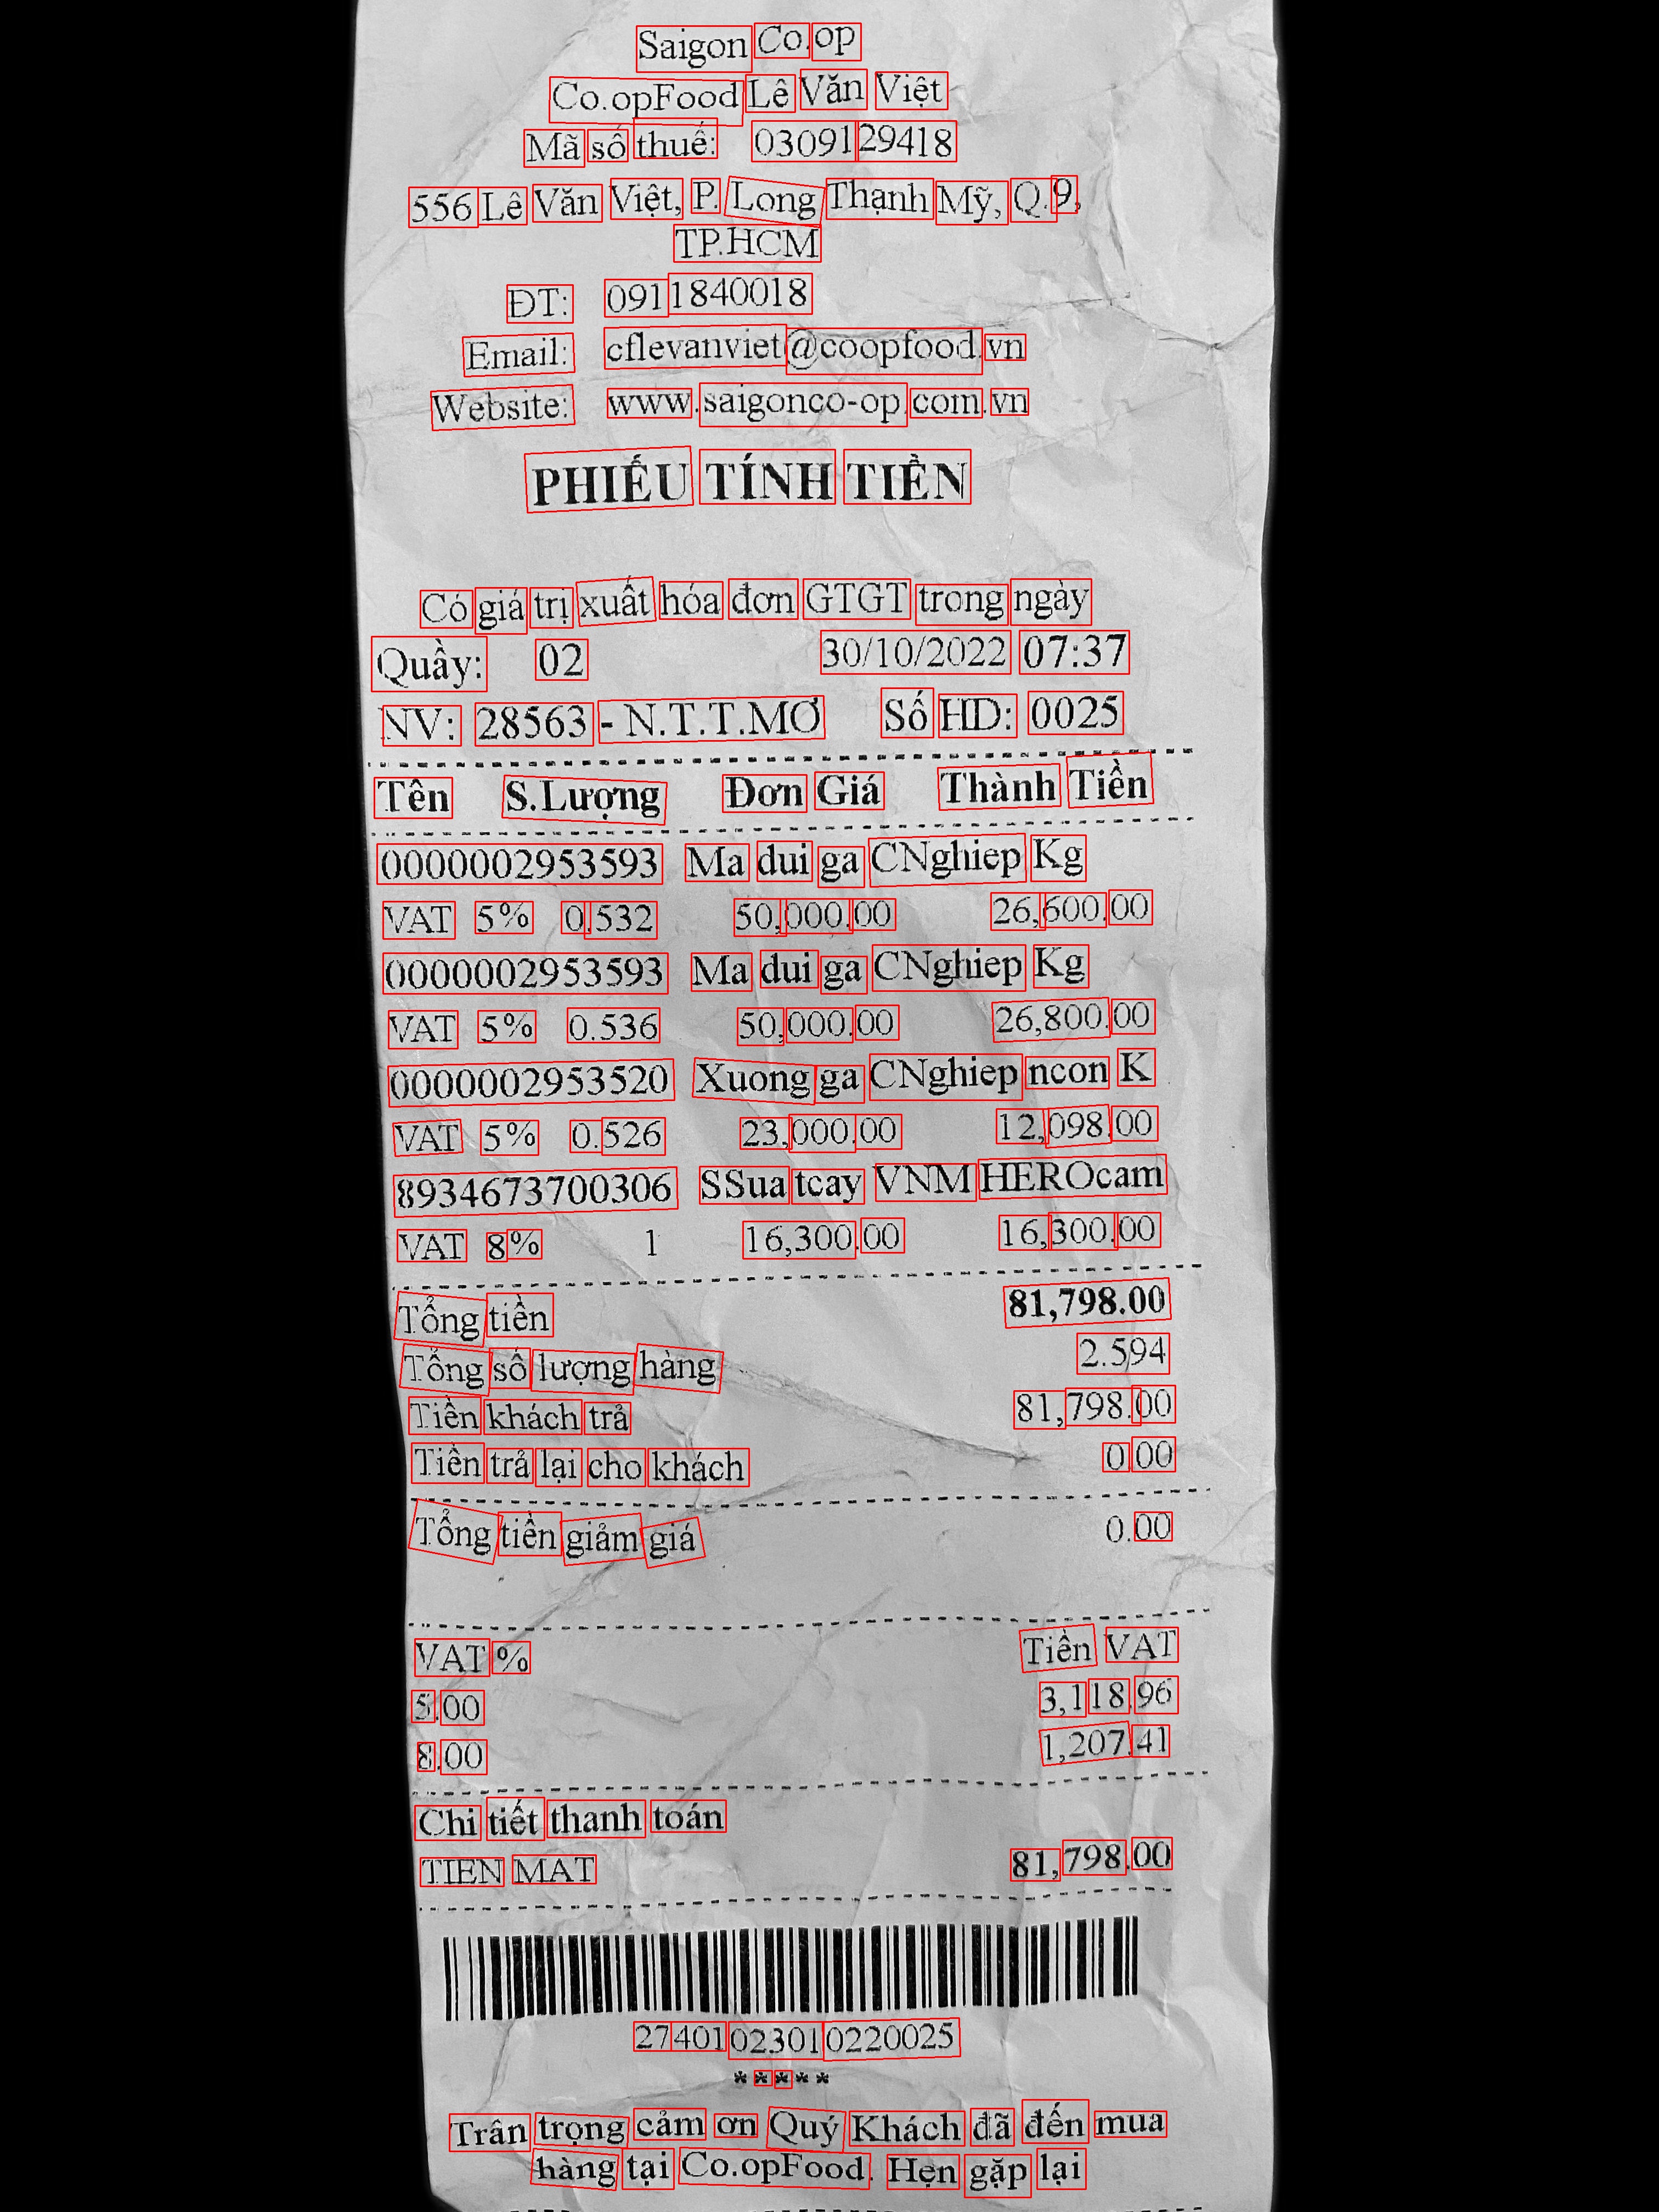 Saigon Co.op
Co.opFood Lê Văn Việt
Mã số thuế: 0309129418
556 Lê Văn Việt, P. Long Thạnh Mỹ, Q.9,
TP.HCM
ĐT: 0911840018
Email: cflevanviet@coopfood.vn
Website: www.saigonco-op.com.vn
PHIẾU TÍNH TIỀN
Có giá trị xuất hóa đơn GTGT trong ngày
Quầy: 02 30/10/2022 07:37
NV: 28563 - N.T.T.MƠ Số HD: 0025
Tên S.Lượng Đơn Giá Thành Tiền
0000002953593 Ma dui ga CNghiep Kg
VAT 5% 0.532 50,000.00 26,600.00
0000002953593 Ma dui ga CNghiep Kg
VAT 5% 0.536 50,000.00 26,800.00
0000002953520 Xuong ga CNghiep ncon K
VAT 5% 0.526 23,000.00 12,098.00
8934673700306 SSua tcay VNM HEROcam
VAT 8% 1 16,300.00 16,300.00
Tổng tiền 81,798.00
Tổng số lượng hàng 2.594
Tiền khách trả 81,798.00
Tiền trả lại cho khách 0.00
Tổng tiền giảm giá 0.00
VAT % Tiền VAT
5.00 3,118.96
8.00 1,207.41
Chi tiết thanh toán
TIEN MAT 81,798.00
27401023010220025
*****
Trân trọng cảm ơn Quý Khách đã đến mua
hàng tại Co.opFood. Hẹn gặp lại